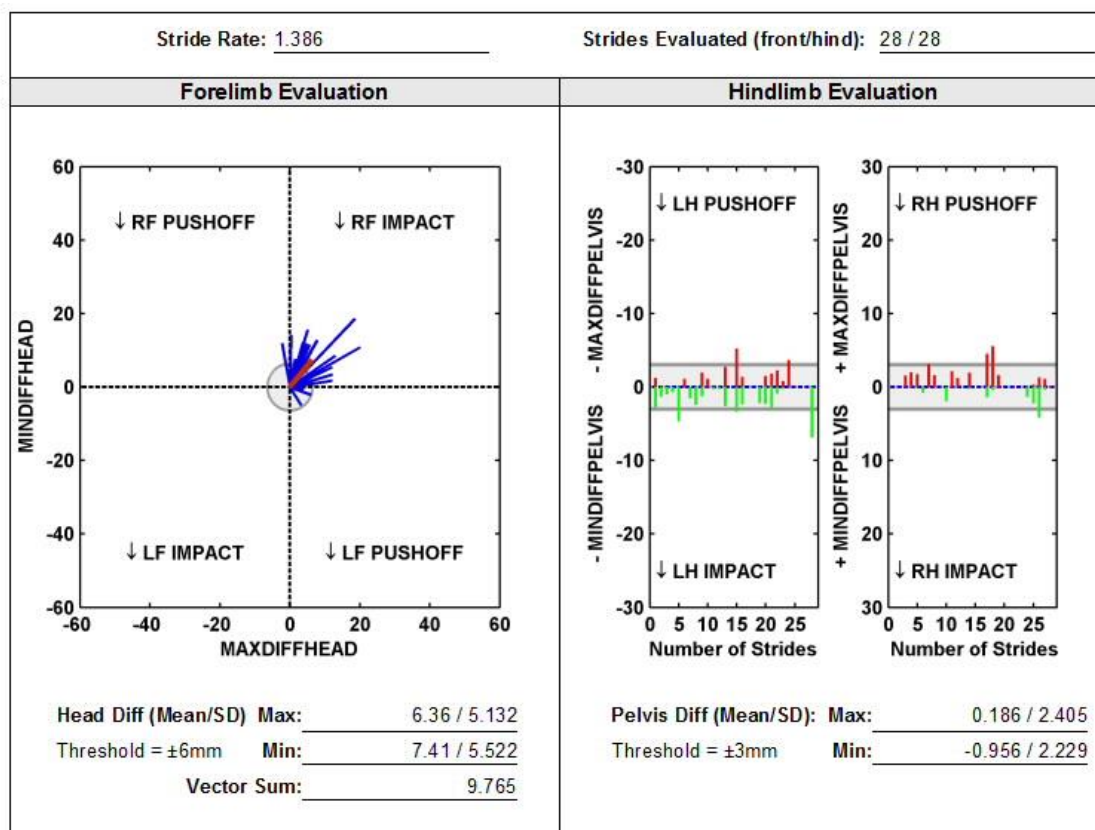 Stride Rate: 1.386
Strides Evaluated (front/hind): 28 / 28
Forelimb Evaluation
Hindlimb Evaluation
60
40
20
0
-20
-40
-60
MINDIFFHEAD
↓ RF PUSHOFF
↓ RF IMPACT
↓ LF IMPACT
↓ LF PUSHOFF
-60 -40 -20 0 20 40 60
MAXDIFFHEAD
-30
-20
-10
0
-10
-20
-30
- MAXDIFFPELVIS
- MINDIFFPELVIS
↓ LH PUSHOFF
↓ LH IMPACT
0 5 10 15 20 25
Number of Strides
30
20
10
0
10
20
30
+ MAXDIFFPELVIS
+ MINDIFFPELVIS
↓ RH PUSHOFF
↓ RH IMPACT
0 5 10 15 20 25
Number of Strides
Head Diff (Mean/SD) Max: 6.36 / 5.132
Threshold = ±6mm Min: 7.41 / 5.522
Vector Sum: 9.765
Pelvis Diff (Mean/SD): Max: 0.186 / 2.405
Threshold = ±3mm Min: -0.956 / 2.229